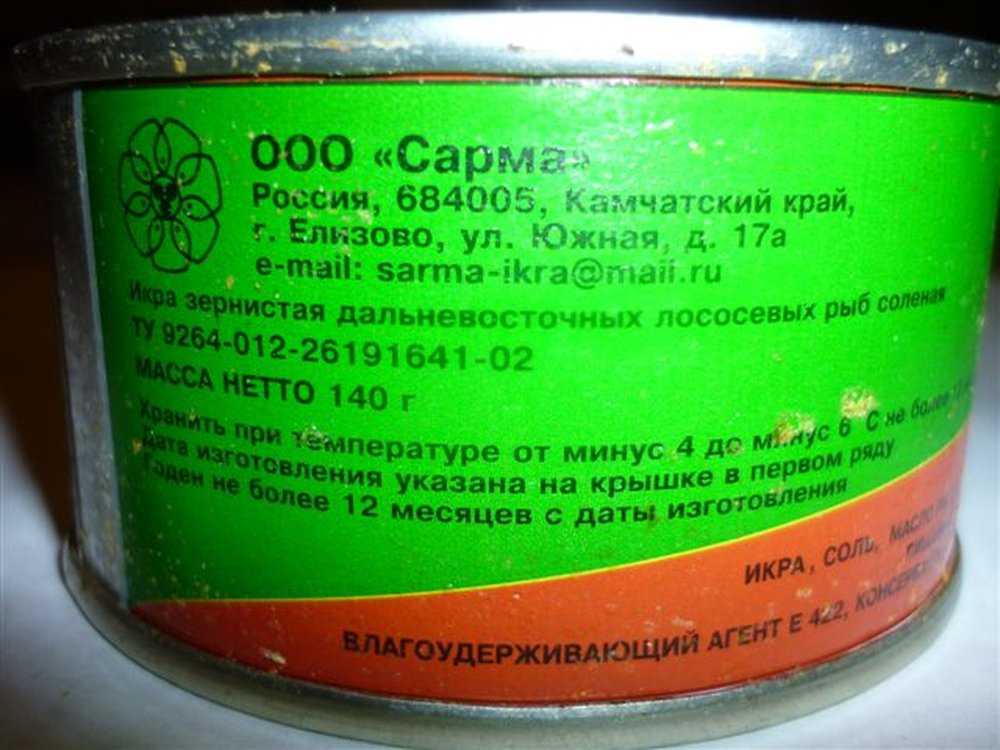 ООО «Сарма»
Россия, 684005, Камчатский край,
г. Елизово, ул. Южная, д. 17а
e-mail: sarma-ikra@maii.ru
Икра зернистая дальневосточных лососевых рыб соленая
ТУ 9264-012-26191641-02
МАССА НЕТТО 140 г
Хранить при температуре от минус 4 до минус 6 С не более
Дата изготовления указана на крышке в первом ряду
Годен не более 12 месяцев с даты изготовления
ИКРА, СОЛЬ, МАСЛО
ВЛАГОУДЕРЖИВАЮЩИЙ АГЕНТ Е 422,